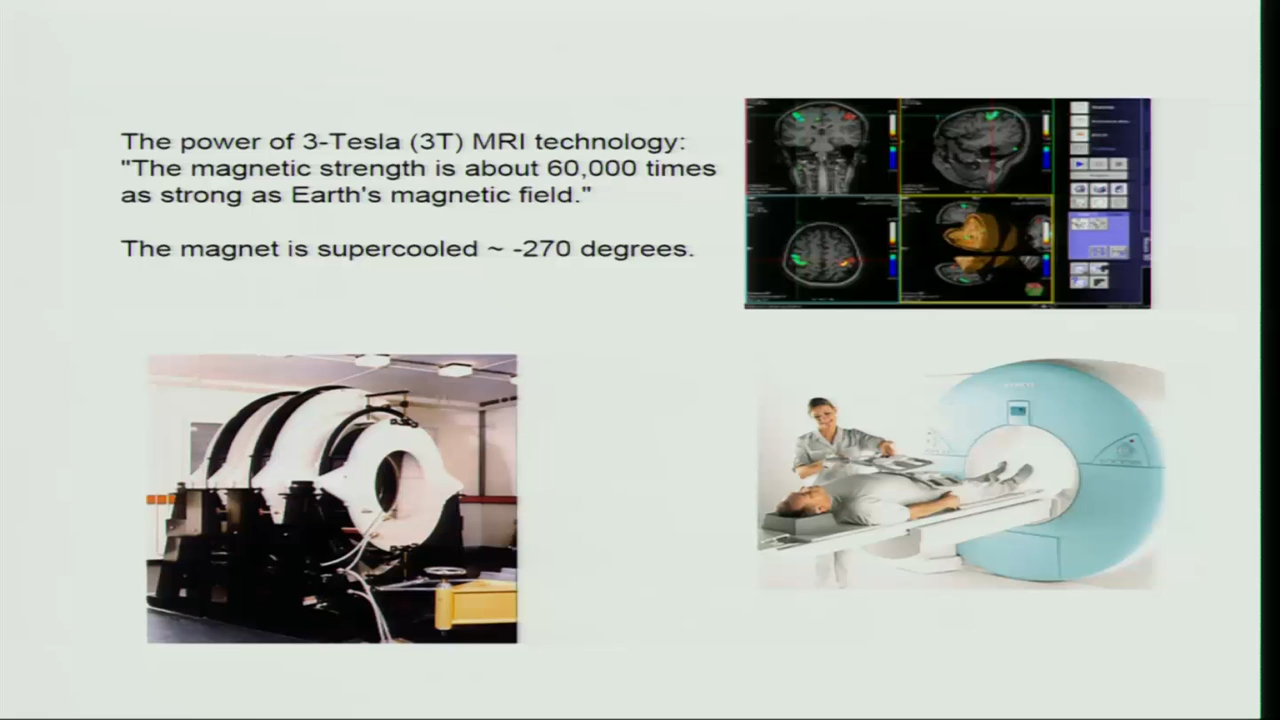 The power of 3-Tesla (3T) MRI technology:
"The magnetic strength is about 60,000 times
as strong as Earth's magnetic field."
The magnet is supercooled ~ -270 degrees.